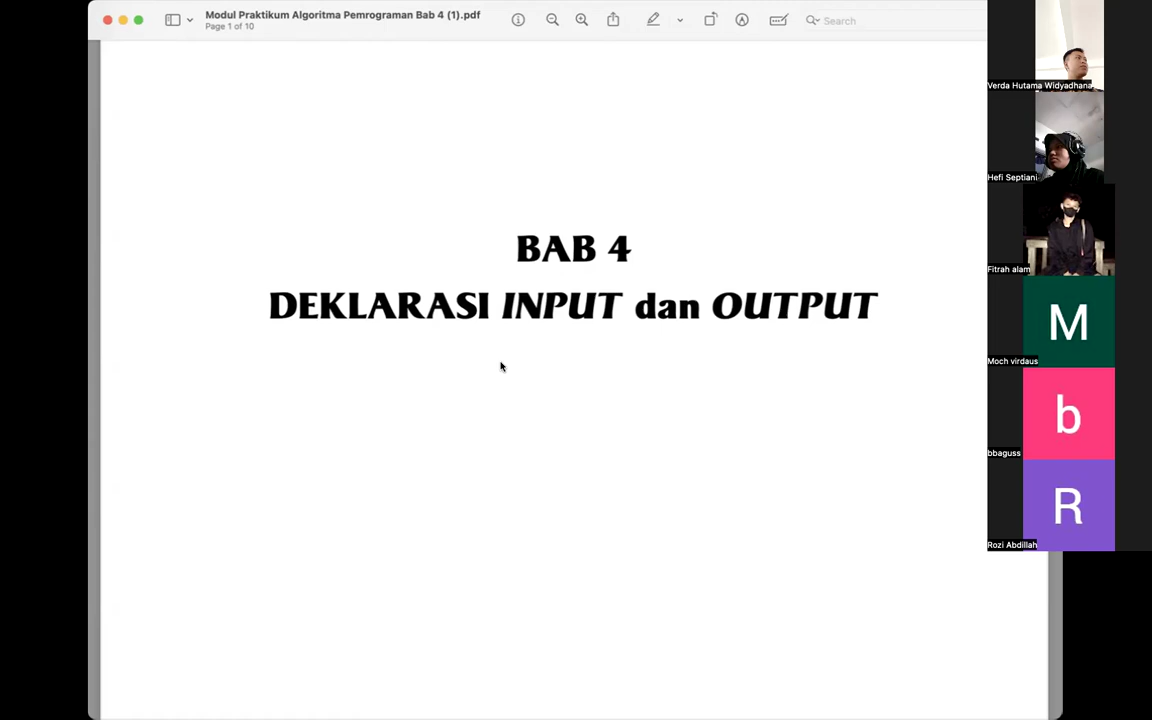 Modul Praktikum Algoritma Pemrograman Bab 4 (1).pdf
Page 1 of 10
Search
BAB 4
DEKLARASI INPUT dan OUTPUT
Verda Hutama Widyadhana
Hefi Septiani
Fitrah alam
M
Moch virdaus
b
bbaguss
R
Rozi Abdillah